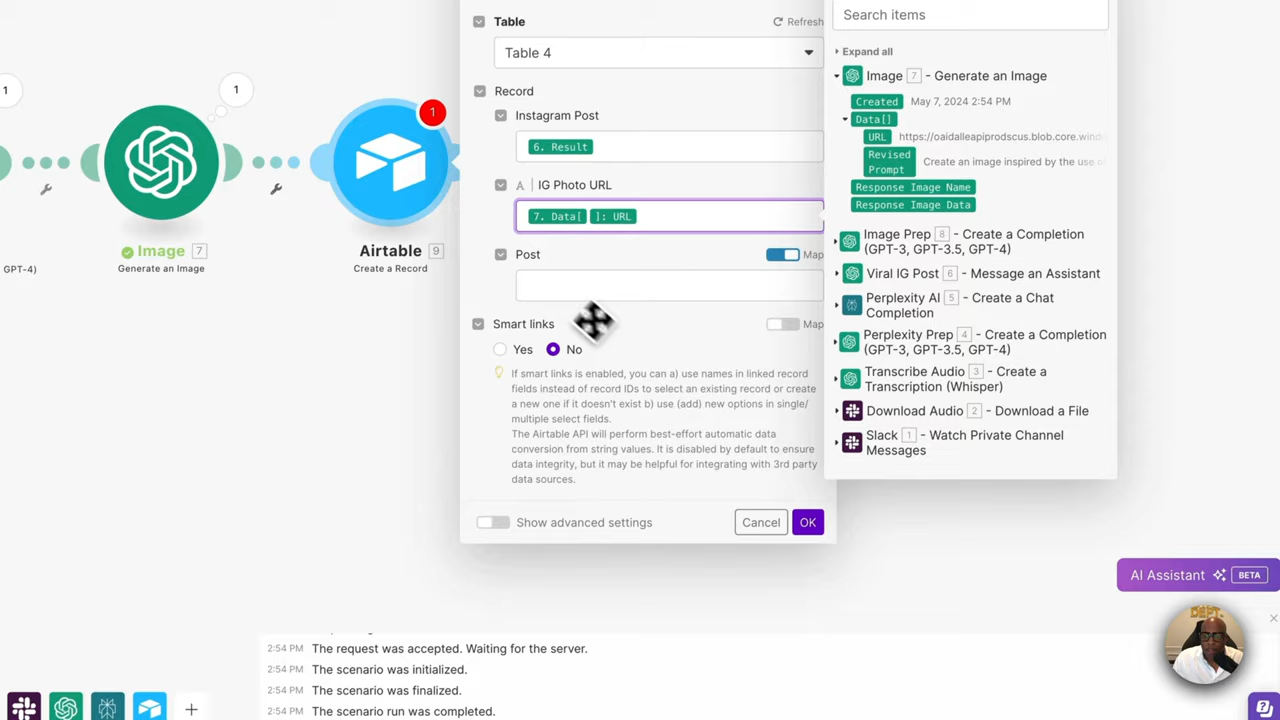 Table
Refresh
Table 4
Record
Instagram Post
6. Result
A | IG Photo URL
7. Data[ ]: URL
Post
Map
Smart links
Map
Yes
No
If smart links is enabled, you can a) use names in linked record
fields instead of record IDs to select an existing record or create
a new one if it doesn't exist b) use (add) new options in single/
multiple select fields.
The Airtable API will perform best-effort automatic data
conversion from string values. It is disabled by default to ensure
data integrity, but it may be helpful for integrating with 3rd party
data sources.
Show advanced settings
Cancel
OK
Search items
Expand all
Image 7 - Generate an Image
Created May 7, 2024 2:54 PM
Data[]
URL https://oaidalleapiprodscus.blob.core.wind
Revised
Prompt
Create an image inspired by the use of
Response Image Name
Response Image Data
Image Prep 8 - Create a Completion
(GPT-3, GPT-3.5, GPT-4)
Viral IG Post 6 - Message an Assistant
Perplexity AI 5 - Create a Chat
Completion
Perplexity Prep 4 - Create a Completion
(GPT-3, GPT-3.5, GPT-4)
Transcribe Audio 3 - Create a
Transcription (Whisper)
Download Audio 2 - Download a File
Slack 1 - Watch Private Channel
Messages
1
1
1
Image 7
Generate an Image
Airtable 9
Create a Record
GPT-4)
AI Assistant BETA
DEPT.
2:54 PM The request was accepted. Waiting for the server.
2:54 PM The scenario was initialized.
2:54 PM The scenario was finalized.
2:54 PM The scenario run was completed.